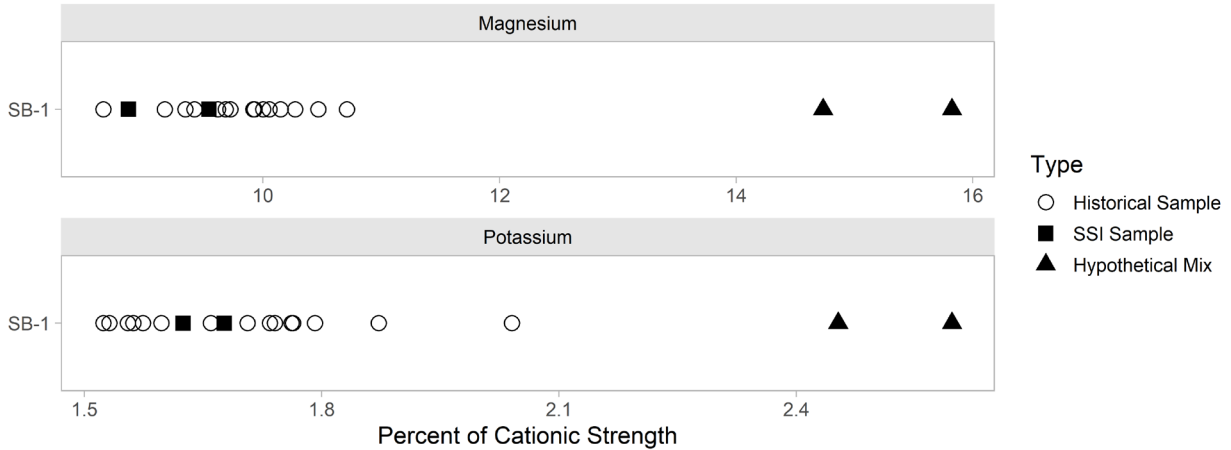 Magnesium
SB-1
10 12 14 16
Potassium
SB-1
1.5 1.8 2.1 2.4
Percent of Cationic Strength
Type
Historical Sample
SSI Sample
Hypothetical Mix